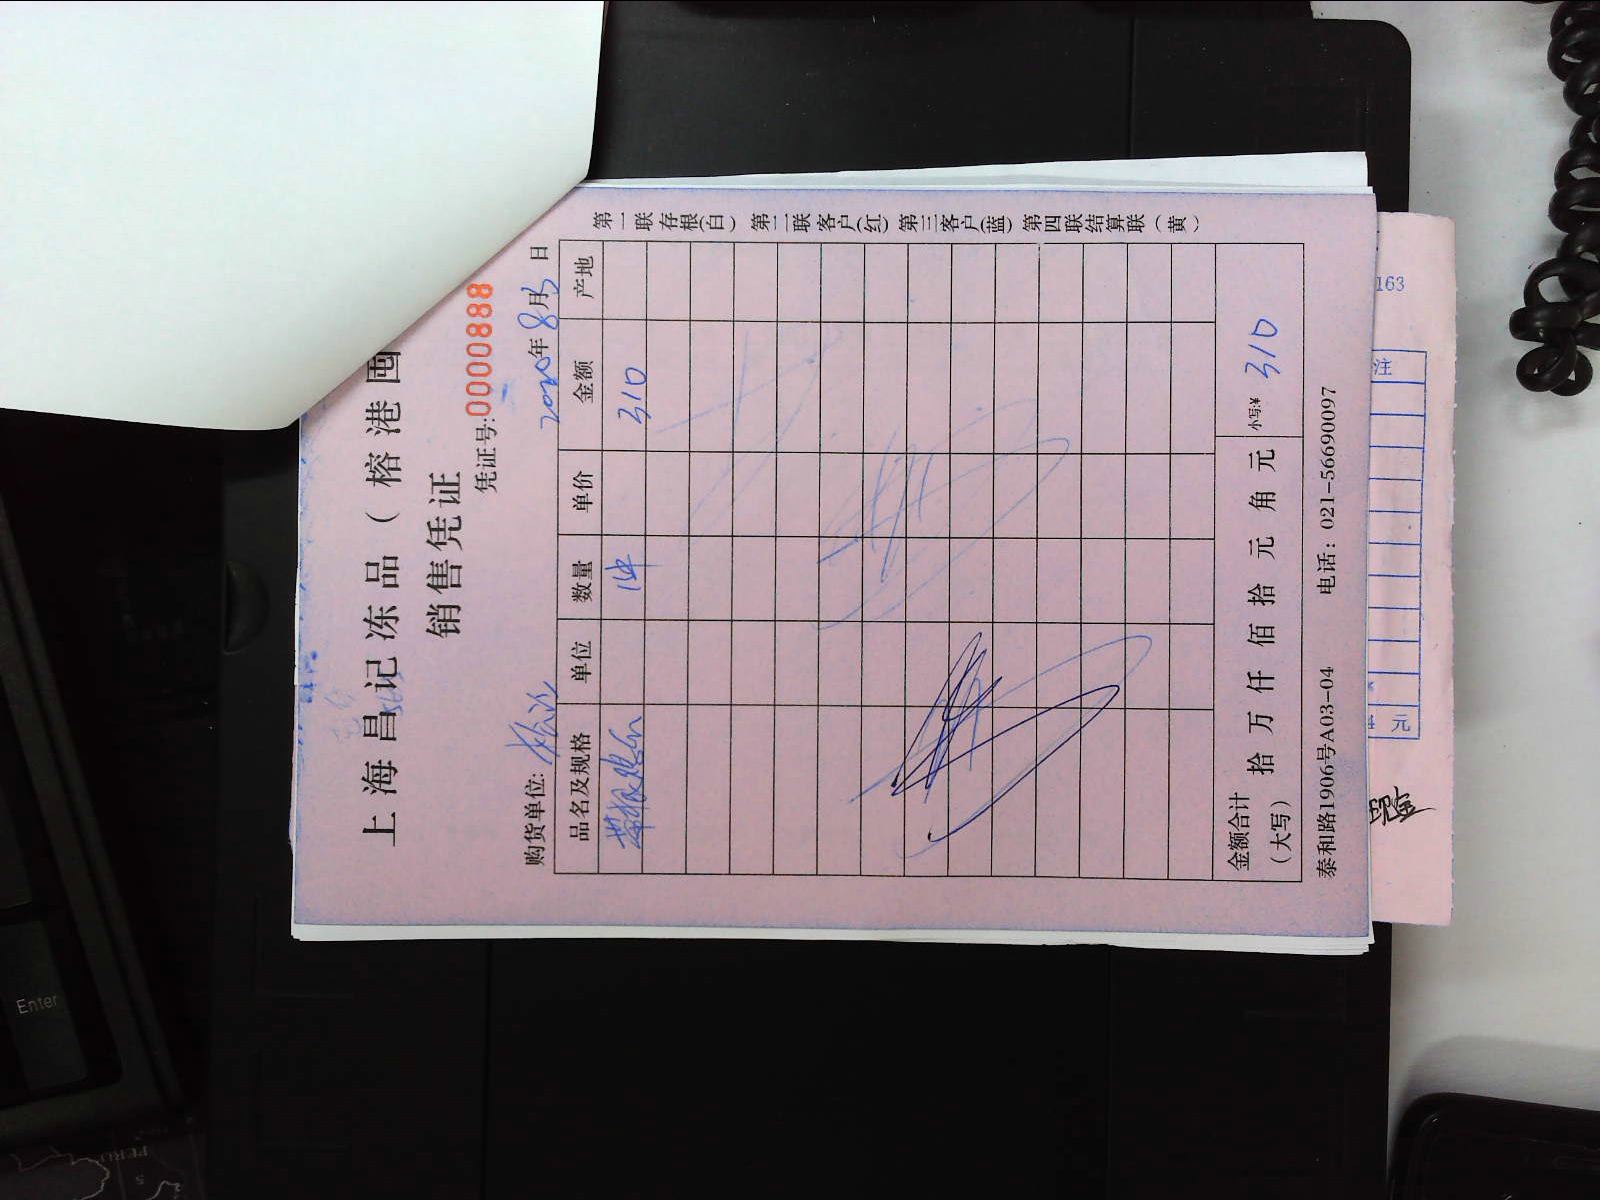 上海昌记冻品（榕港国
销售凭证
凭证号:0000888
购货单位:
2020年8月3日
品名及规格 单位 数量 单价 金额 产地
1件 310
金额合计（大写） 拾 万 仟 佰 拾 元 角 元 小写:¥ 310
泰和路1906号A03-04 电话：021-56690097
第一联存根(白) 第二联客户(红) 第三客户(蓝) 第四联结算联（黄）
163
注
元
Enter
PERU